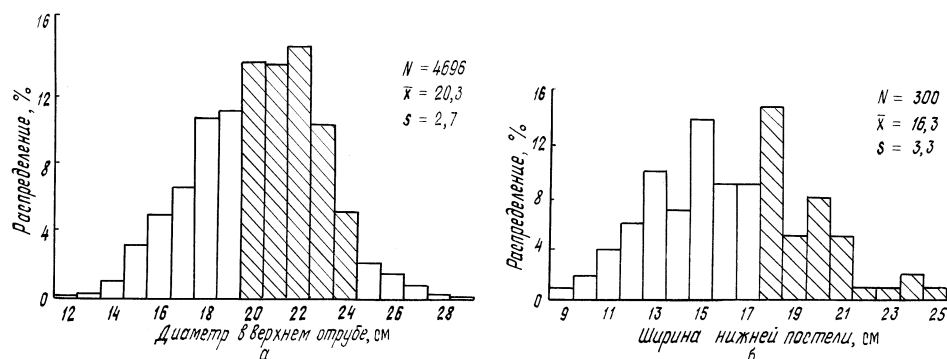 16
12
8
4
0
Распределение, %
N = 4696
x̄ = 20,3
s = 2,7
12 14 16 18 20 22 24 26 28
Диаметр в верхнем отрубе, см
а
16
12
8
4
0
Распределение, %
N = 300
x̄ = 16,3
s = 3,3
9 11 13 15 17 19 21 23 25
Ширина нижней постели, см
б